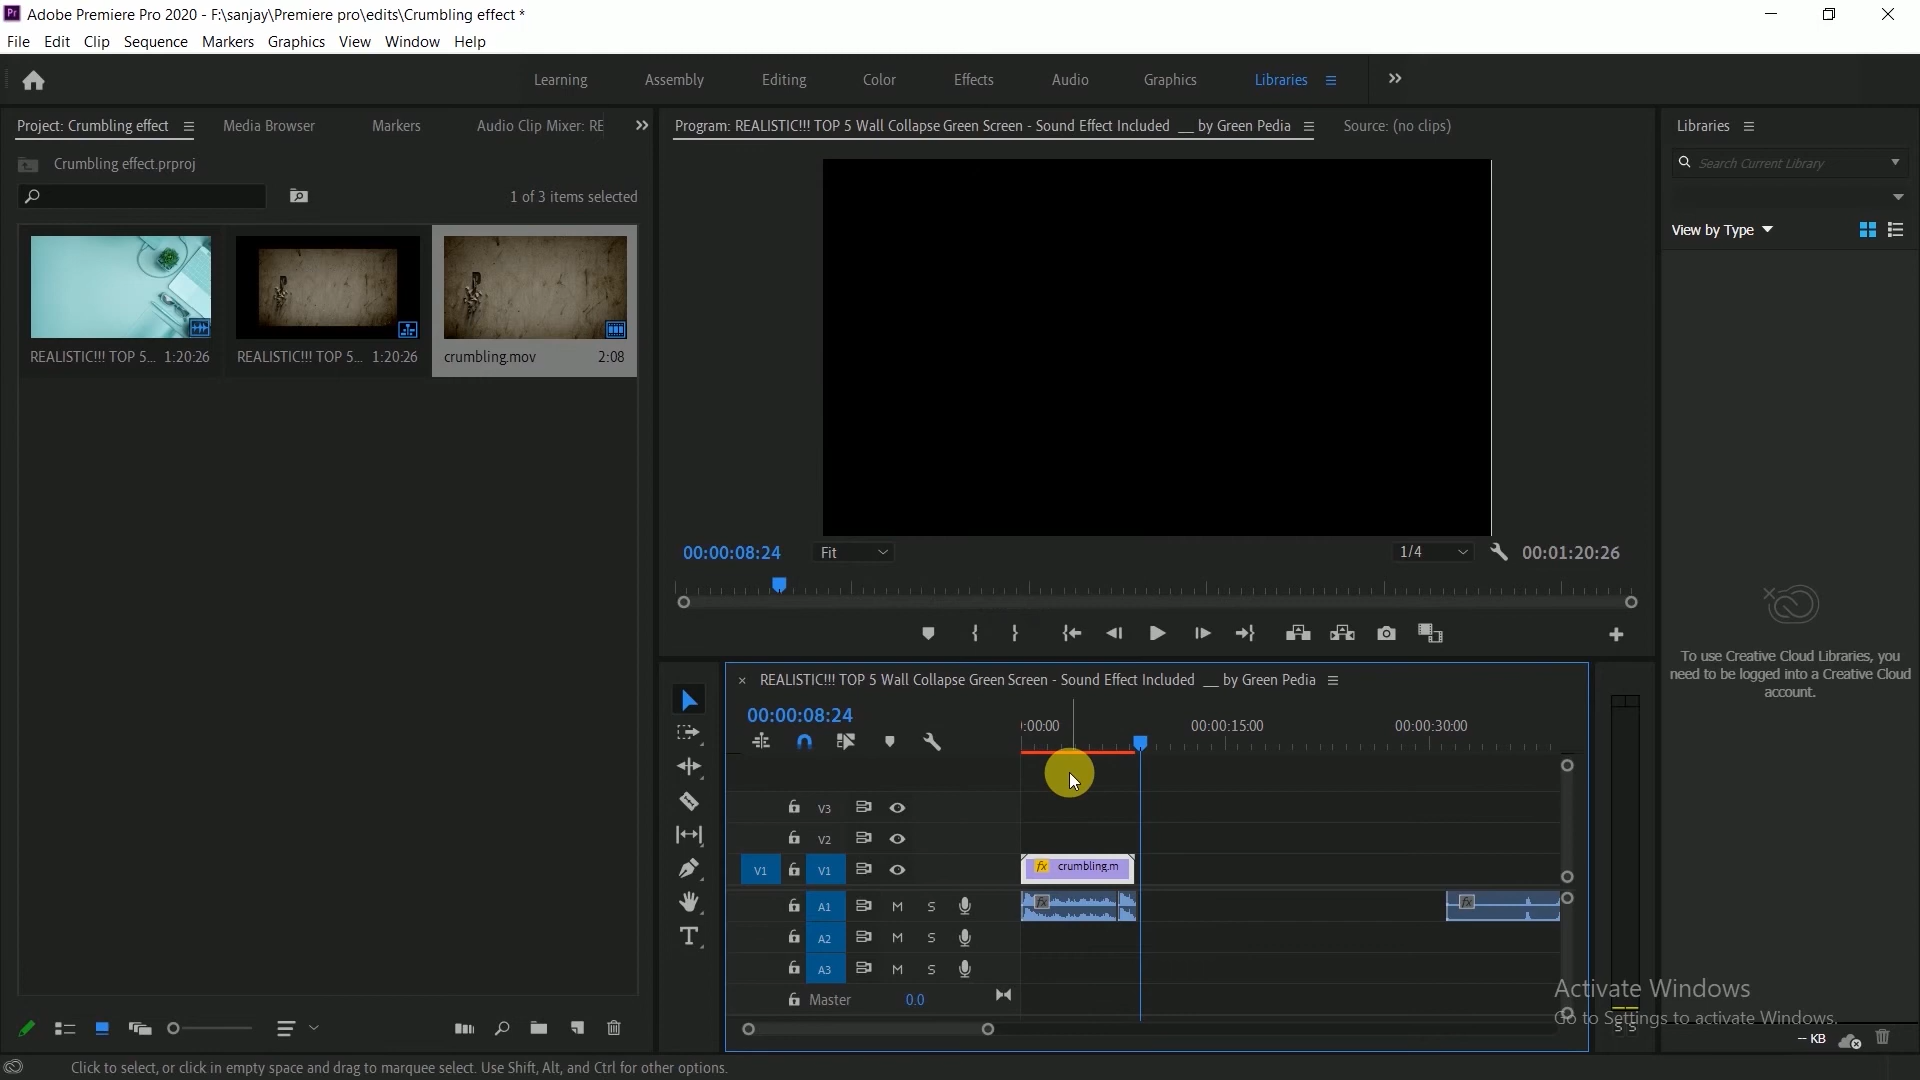 Adobe Premiere Pro 2020 - F:\sanjay\Premiere pro\edits\Crumbling effect *
File Edit Clip Sequence Markers Graphics View Window Help
Learning Assembly Editing Color Effects Audio Graphics Libraries
Project: Crumbling effect Media Browser Markers Audio Clip Mixer: RE
Program: REALISTIC!!! TOP 5 Wall Collapse Green Screen - Sound Effect Included __ by Green Pedia Source: (no clips)
Libraries
Crumbling effect.prproj
Search Current Library
1 of 3 items selected
View by Type
REALISTIC!!! TOP 5... 1:20:26 REALISTIC!!! TOP 5... 1:20:26 crumbling.mov 2:08
00:00:08:24 Fit 1/4 00:01:20:26
To use Creative Cloud Libraries, you
need to be logged into a Creative Cloud
account.
× REALISTIC!!! TOP 5 Wall Collapse Green Screen - Sound Effect Included __ by Green Pedia
00:00:08:24
:00:00 00:00:15:00 00:00:30:00
V3
V2
V1 V1 fx crumbling.m
A1 M S fx fx
A2 M S
A3 M S
Master 0.0
Activate Windows
Go to Settings to activate Windows.
S S
-- KB
Click to select, or click in empty space and drag to marquee select. Use Shift, Alt, and Ctrl for other options.